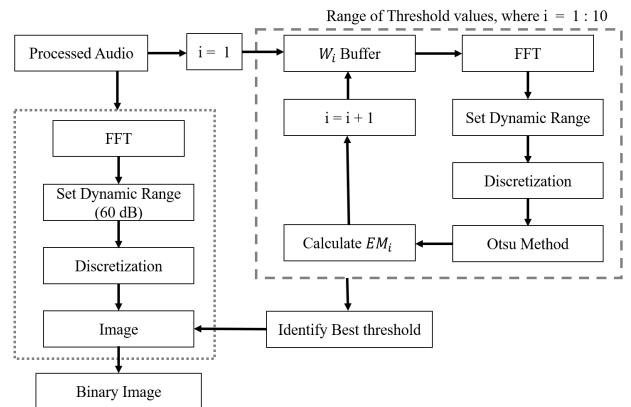 Range of Threshold values, where i = 1 : 10
Processed Audio
i = 1
W_i Buffer
FFT
i = i + 1
Set Dynamic Range
Discretization
Calculate EM_i
Otsu Method
FFT
Set Dynamic Range
(60 dB)
Discretization
Image
Identify Best threshold
Binary Image